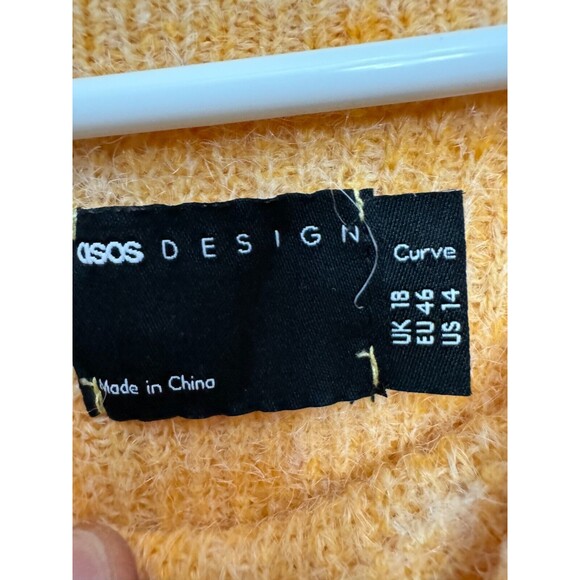 asos DESIGN
Made in China
Curve
UK 18
EU 46
US 14